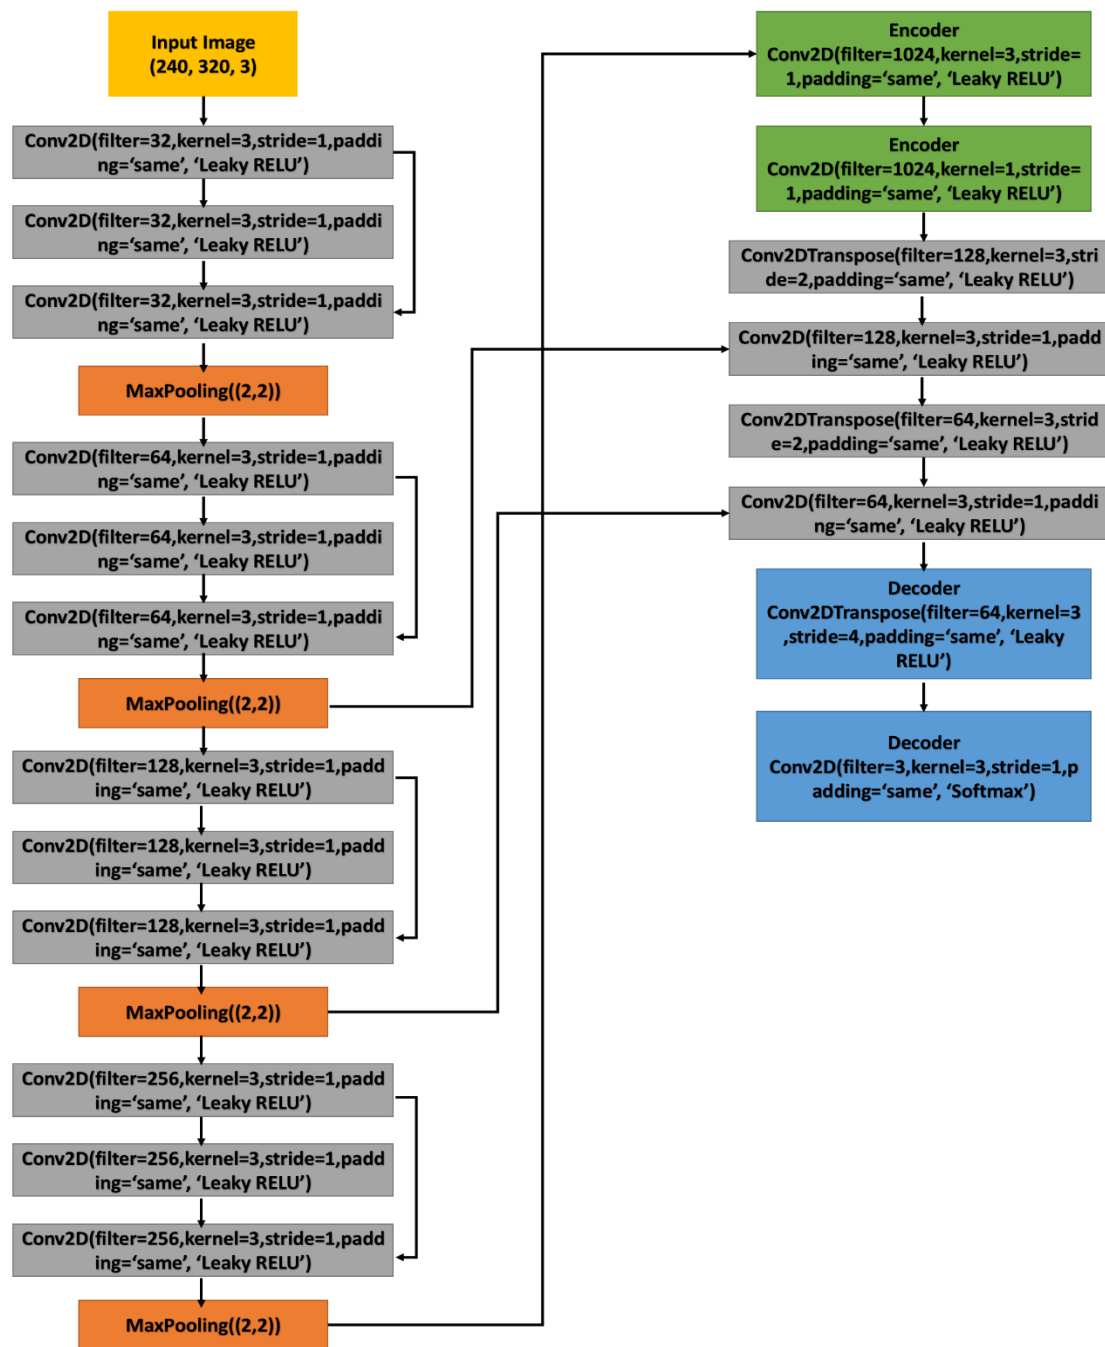 Input Image
(240, 320, 3)
Conv2D(filter=32,kernel=3,stride=1,paddi
ng=‘same’, ‘Leaky RELU’)
Conv2D(filter=32,kernel=3,stride=1,paddi
ng=‘same’, ‘Leaky RELU’)
Conv2D(filter=32,kernel=3,stride=1,paddi
ng=‘same’, ‘Leaky RELU’)
MaxPooling((2,2))
Conv2D(filter=64,kernel=3,stride=1,paddi
ng=‘same’, ‘Leaky RELU’)
Conv2D(filter=64,kernel=3,stride=1,paddi
ng=‘same’, ‘Leaky RELU’)
Conv2D(filter=64,kernel=3,stride=1,paddi
ng=‘same’, ‘Leaky RELU’)
MaxPooling((2,2))
Conv2D(filter=128,kernel=3,stride=1,padd
ing=‘same’, ‘Leaky RELU’)
Conv2D(filter=128,kernel=3,stride=1,padd
ing=‘same’, ‘Leaky RELU’)
Conv2D(filter=128,kernel=3,stride=1,padd
ing=‘same’, ‘Leaky RELU’)
MaxPooling((2,2))
Conv2D(filter=256,kernel=3,stride=1,padd
ing=‘same’, ‘Leaky RELU’)
Conv2D(filter=256,kernel=3,stride=1,padd
ing=‘same’, ‘Leaky RELU’)
Conv2D(filter=256,kernel=3,stride=1,padd
ing=‘same’, ‘Leaky RELU’)
MaxPooling((2,2))
Encoder
Conv2D(filter=1024,kernel=3,stride=
1,padding=‘same’, ‘Leaky RELU’)
Encoder
Conv2D(filter=1024,kernel=1,stride=
1,padding=‘same’, ‘Leaky RELU’)
Conv2DTranspose(filter=128,kernel=3,stri
de=2,padding=‘same’, ‘Leaky RELU’)
Conv2D(filter=128,kernel=3,stride=1,padd
ing=‘same’, ‘Leaky RELU’)
Conv2DTranspose(filter=64,kernel=3,strid
e=2,padding=‘same’, ‘Leaky RELU’)
Conv2D(filter=64,kernel=3,stride=1,paddi
ng=‘same’, ‘Leaky RELU’)
Decoder
Conv2DTranspose(filter=64,kernel=3
,stride=4,padding=‘same’, ‘Leaky
RELU’)
Decoder
Conv2D(filter=3,kernel=3,stride=1,p
adding=‘same’, ‘Softmax’)